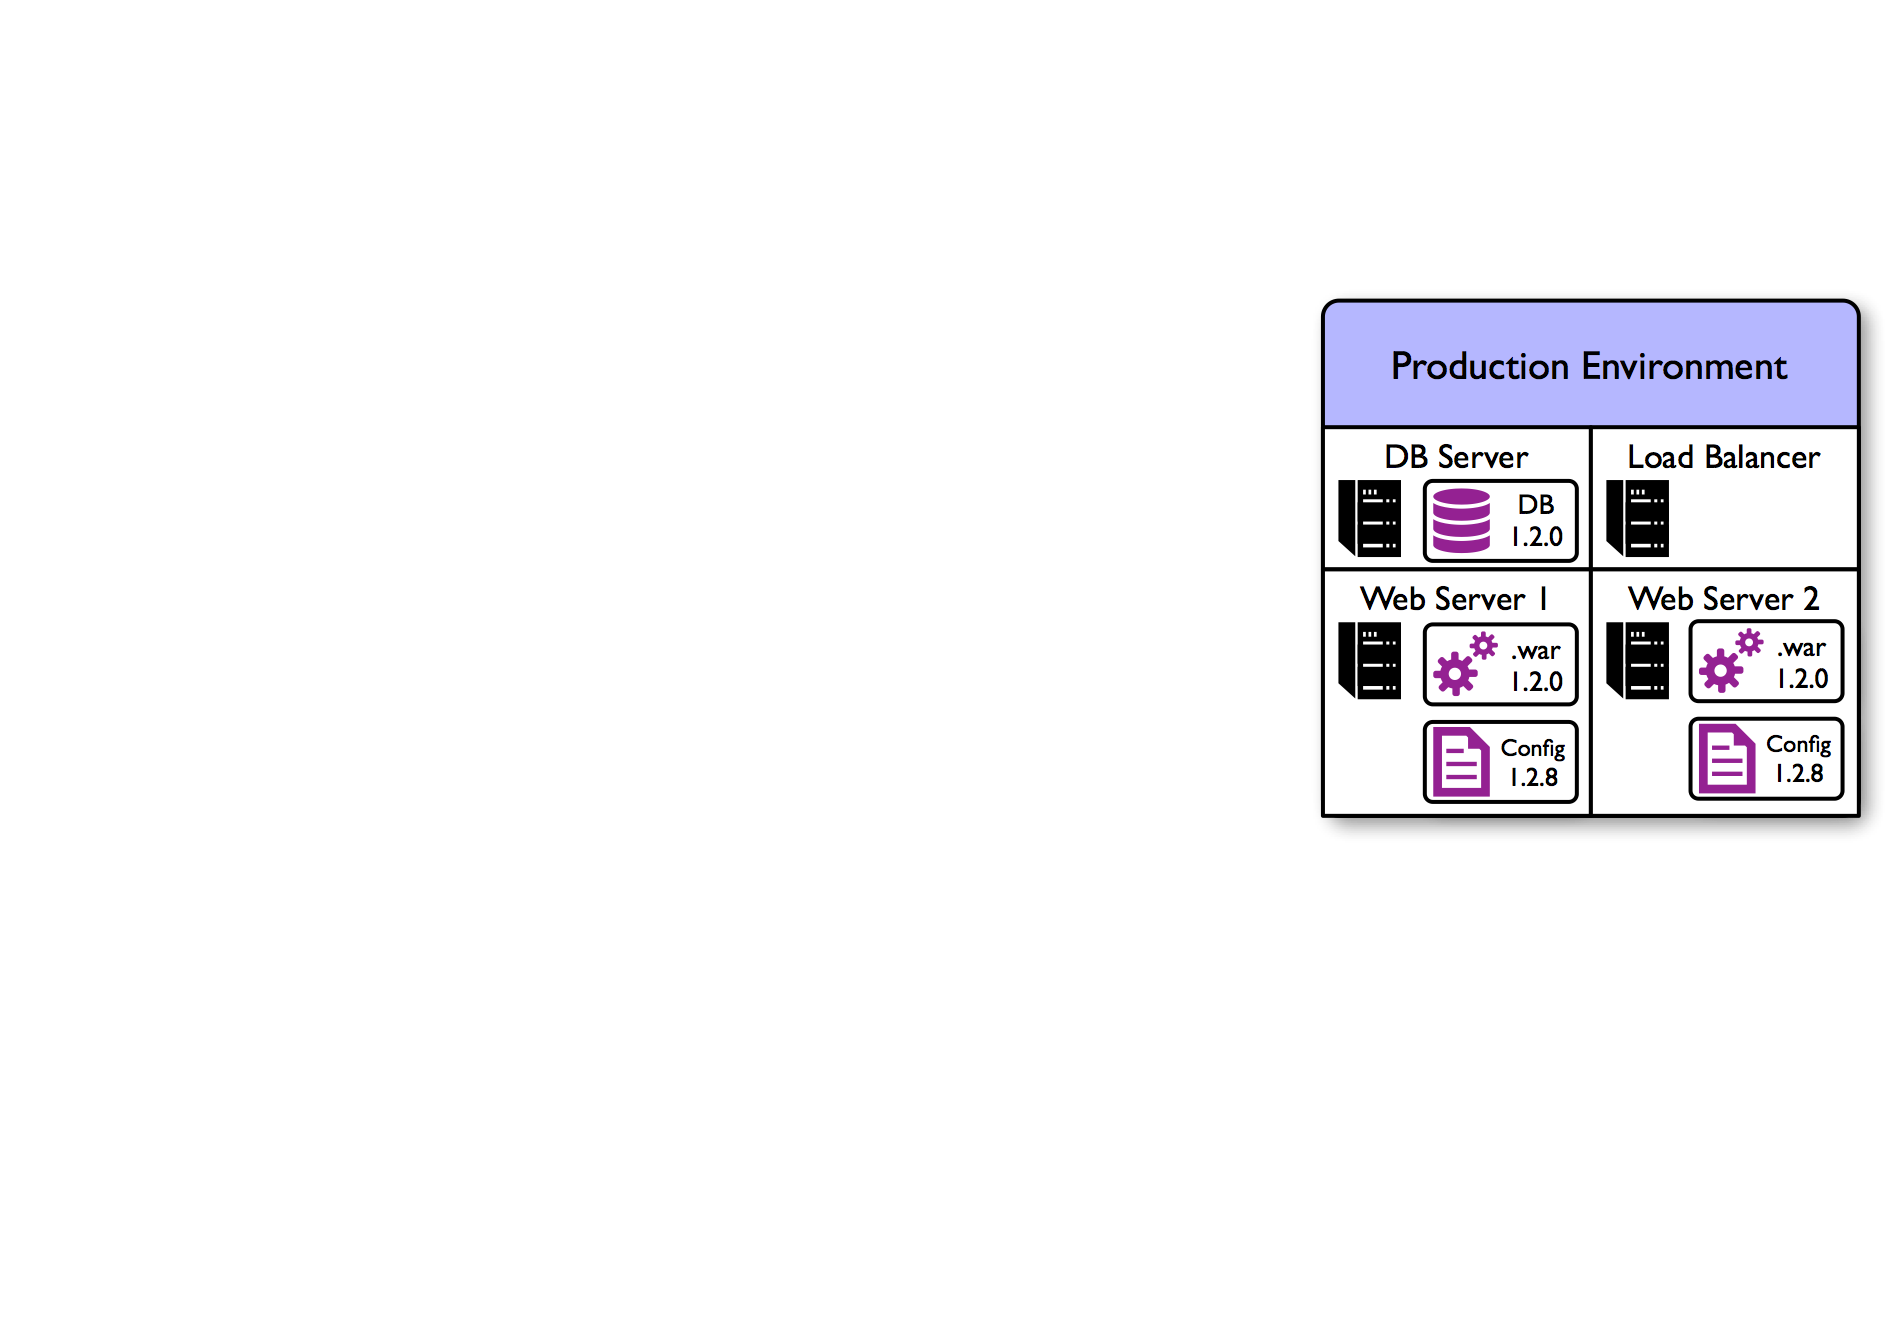 Production Environment
DB Server
DB
1.2.0
Load Balancer
Web Server 1
.war
1.2.0
Config
1.2.8
Web Server 2
.war
1.2.0
Config
1.2.8